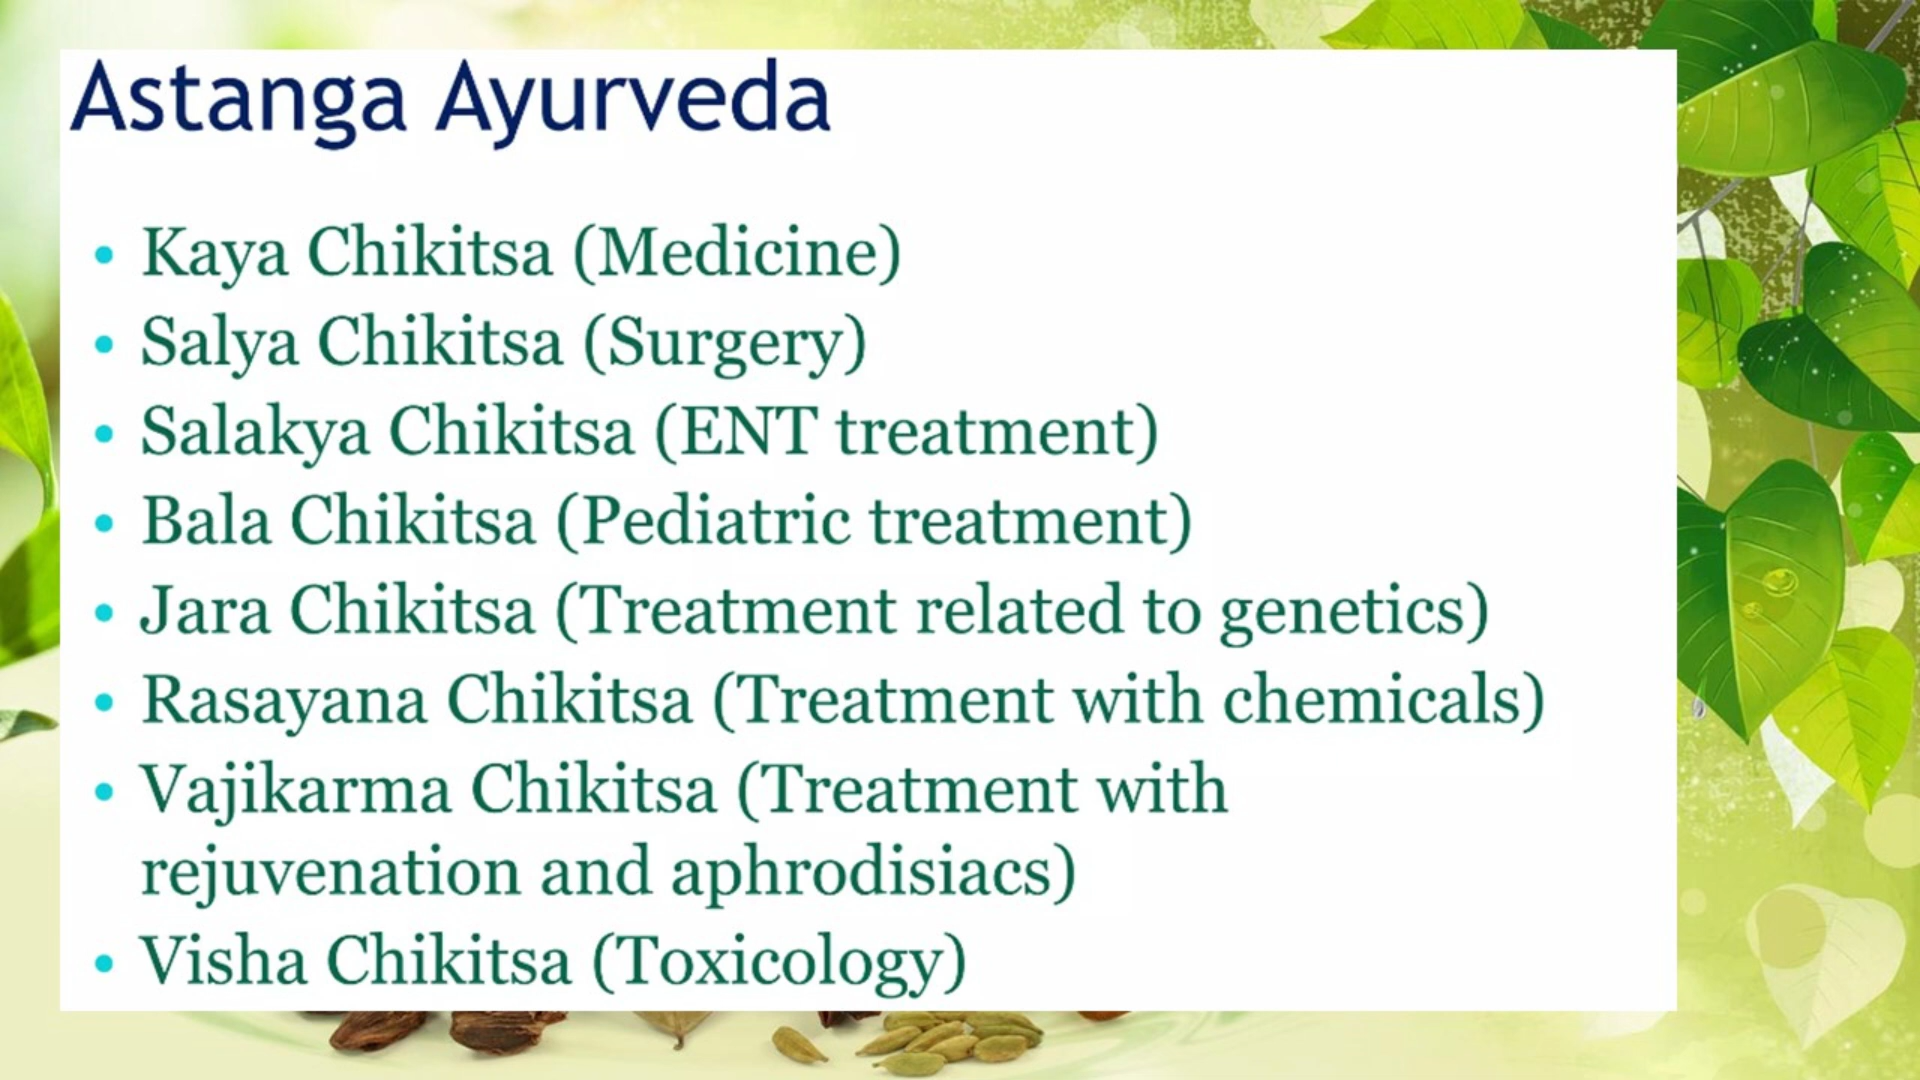 Astanga Ayurveda
• Kaya Chikitsa (Medicine)
• Salya Chikitsa (Surgery)
• Salakya Chikitsa (ENT treatment)
• Bala Chikitsa (Pediatric treatment)
• Jara Chikitsa (Treatment related to genetics)
• Rasayana Chikitsa (Treatment with chemicals)
• Vajikarma Chikitsa (Treatment with
rejuvenation and aphrodisiacs)
• Visha Chikitsa (Toxicology)